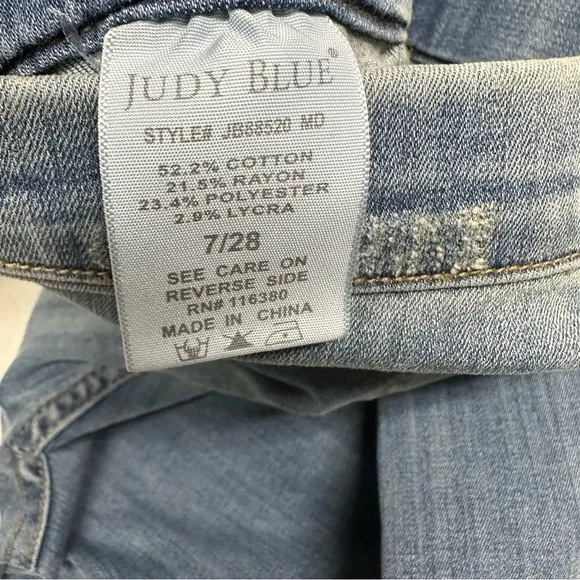 JUDY BLUE®
STYLE# JB88520 MD
52.2% COTTON
21.5% RAYON
23.4% POLYESTER
2.9% LYCRA
7/28
SEE CARE ON
REVERSE SIDE
RN# 116380
MADE IN CHINA